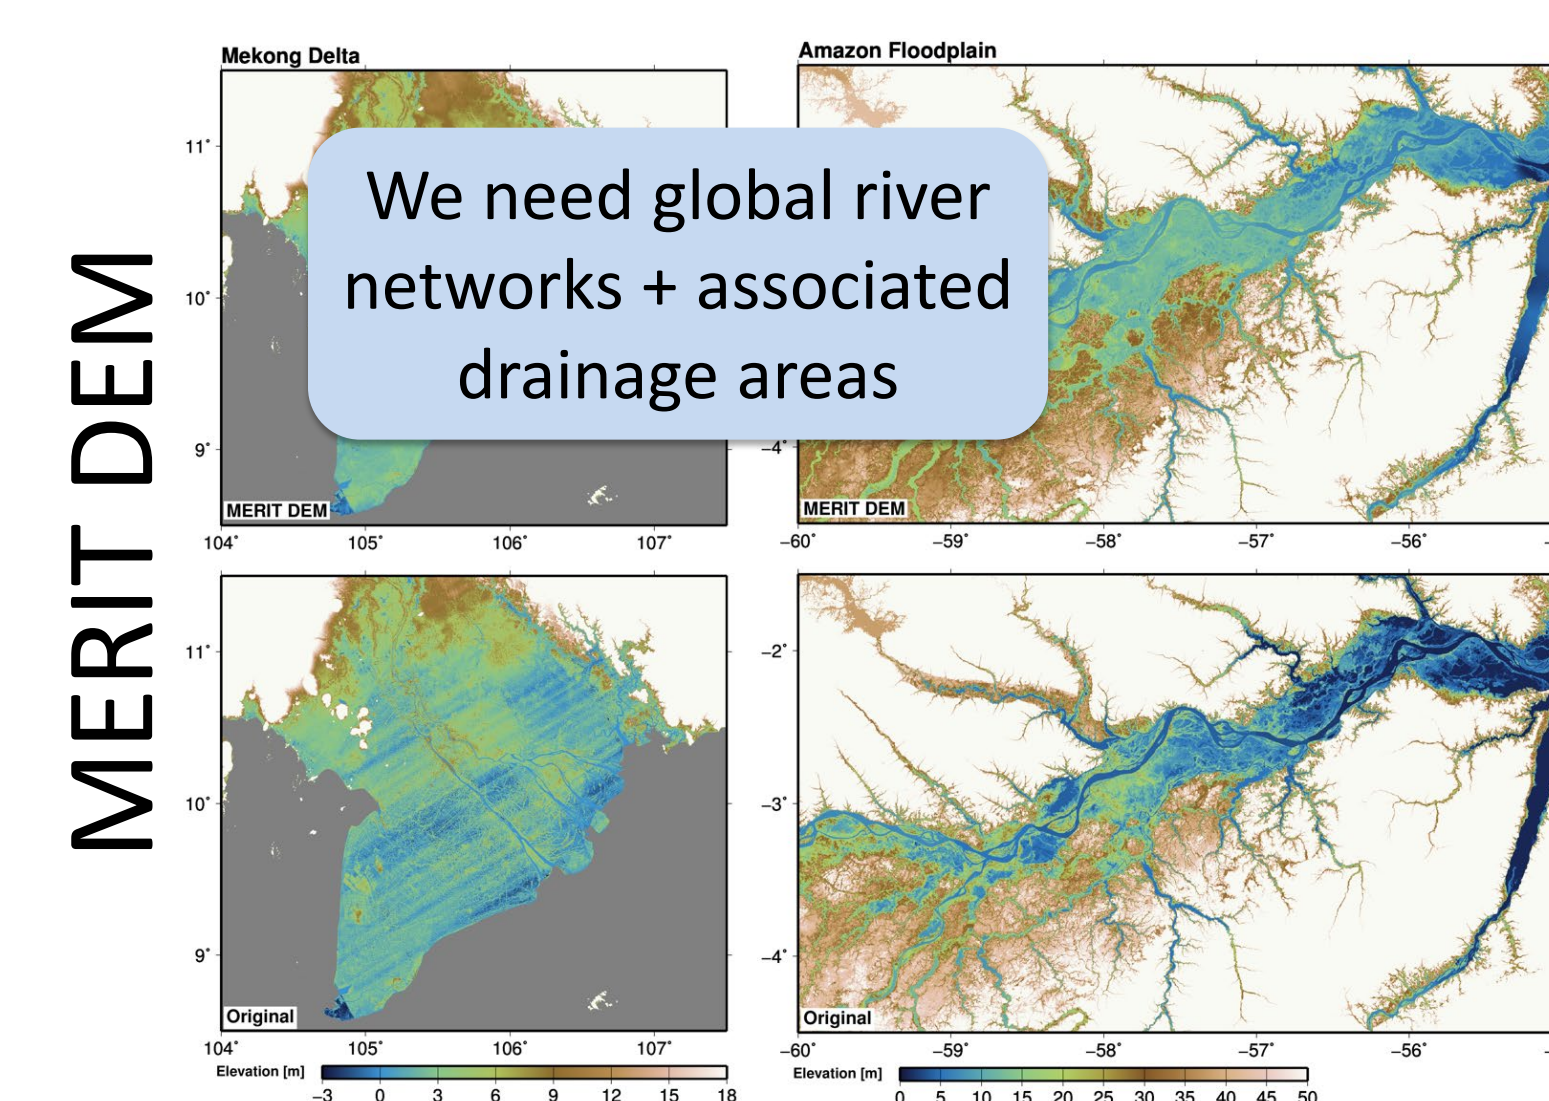 MERIT DEM
Mekong Delta
11°
10°
9°
We need global river
networks + associated
drainage areas
MERIT DEM
104° 105° 106° 107°
Amazon Floodplain
−4°
MERIT DEM
−60° −59° −58° −57° −56°
11°
10°
9°
Original
104° 105° 106° 107°
Elevation [m]
−3 0 3 6 9 12 15 18
−2°
−3°
−4°
Original
−60° −59° −58° −57° −56°
Elevation [m]
0 5 10 15 20 25 30 35 40 45 50